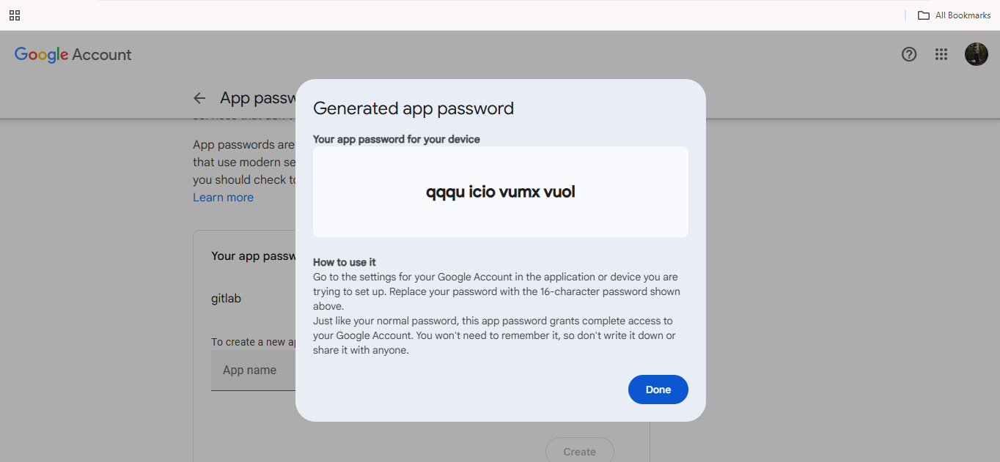 All Bookmarks
Google Account
App passw
Generated app password
Your app password for your device
qqqu icio vumx vuol
App passwords are
that use modern se
you should check to
Learn more
Your app passw
gitlab
To create a new ap
App name
How to use it
Go to the settings for your Google Account in the application or device you are
trying to set up. Replace your password with the 16-character password shown
above.
Just like your normal password, this app password grants complete access to
your Google Account. You won't need to remember it, so don't write it down or
share it with anyone.
Done
Create